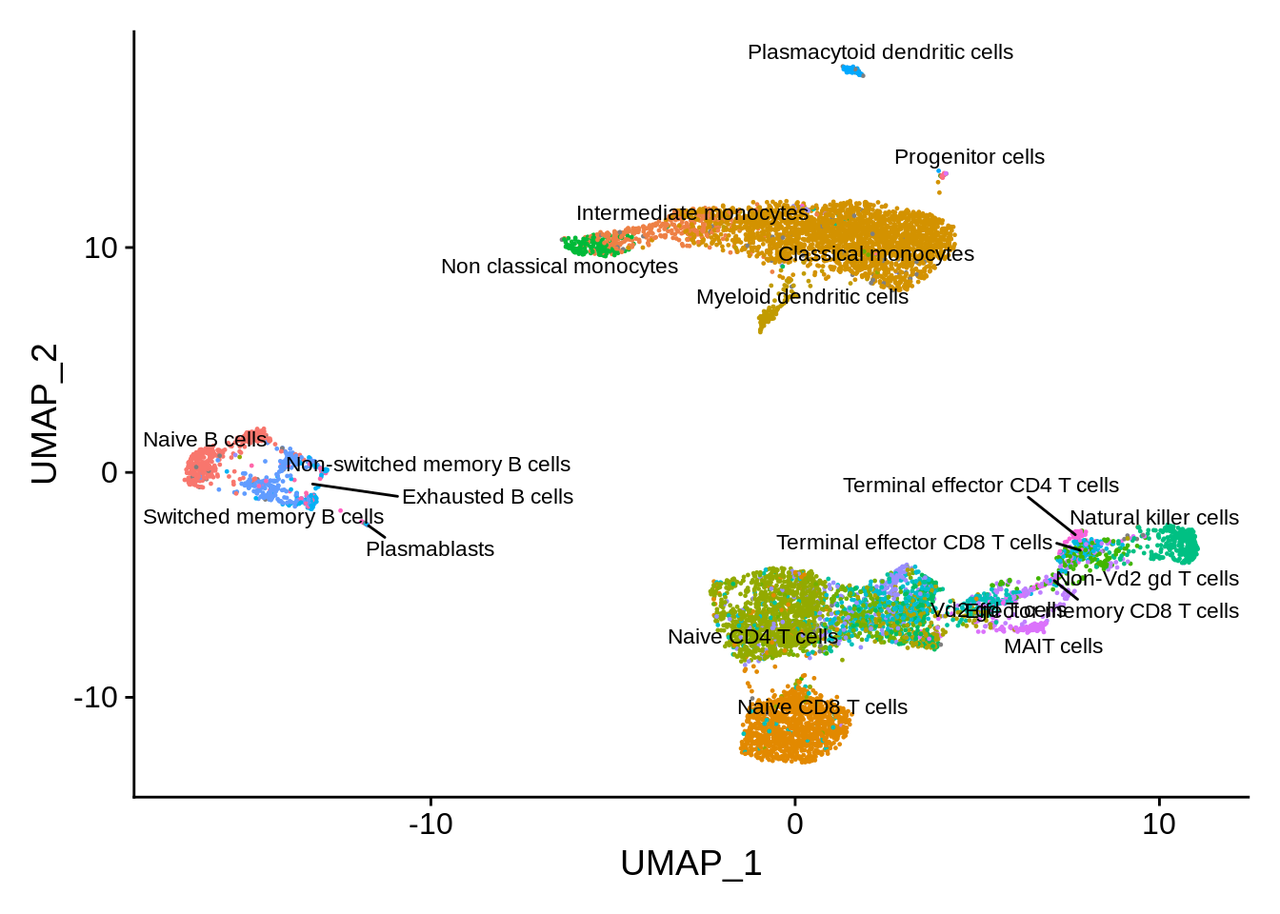 Plasmacytoid dendritic cells
Progenitor cells
Intermediate monocytes
Classical monocytes
Non classical monocytes
Myeloid dendritic cells
10
UMAP_2
Naive B cells
Non-switched memory B cells
0
Exhausted B cells
Switched memory B cells
Plasmablasts
Terminal effector CD4 T cells
Natural killer cells
Terminal effector CD8 T cells
Non-Vd2 gd T cells
Vd2 gd T cells
Effector memory CD8 T cells
Naive CD4 T cells
MAIT cells
-10
Naive CD8 T cells
-10
0
10
UMAP_1